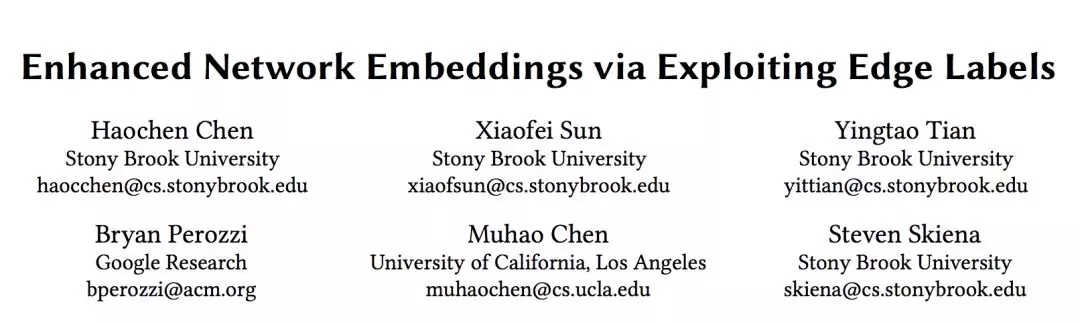 Enhanced Network Embeddings via Exploiting Edge Labels
Haochen Chen
Stony Brook University
haocchen@cs.stonybrook.edu
Xiaofei Sun
Stony Brook University
xiaofsun@cs.stonybrook.edu
Yingtao Tian
Stony Brook University
yittian@cs.stonybrook.edu
Bryan Perozzi
Google Research
bperozzi@acm.org
Muhao Chen
University of California, Los Angeles
muhaochen@cs.ucla.edu
Steven Skiena
Stony Brook University
skiena@cs.stonybrook.edu